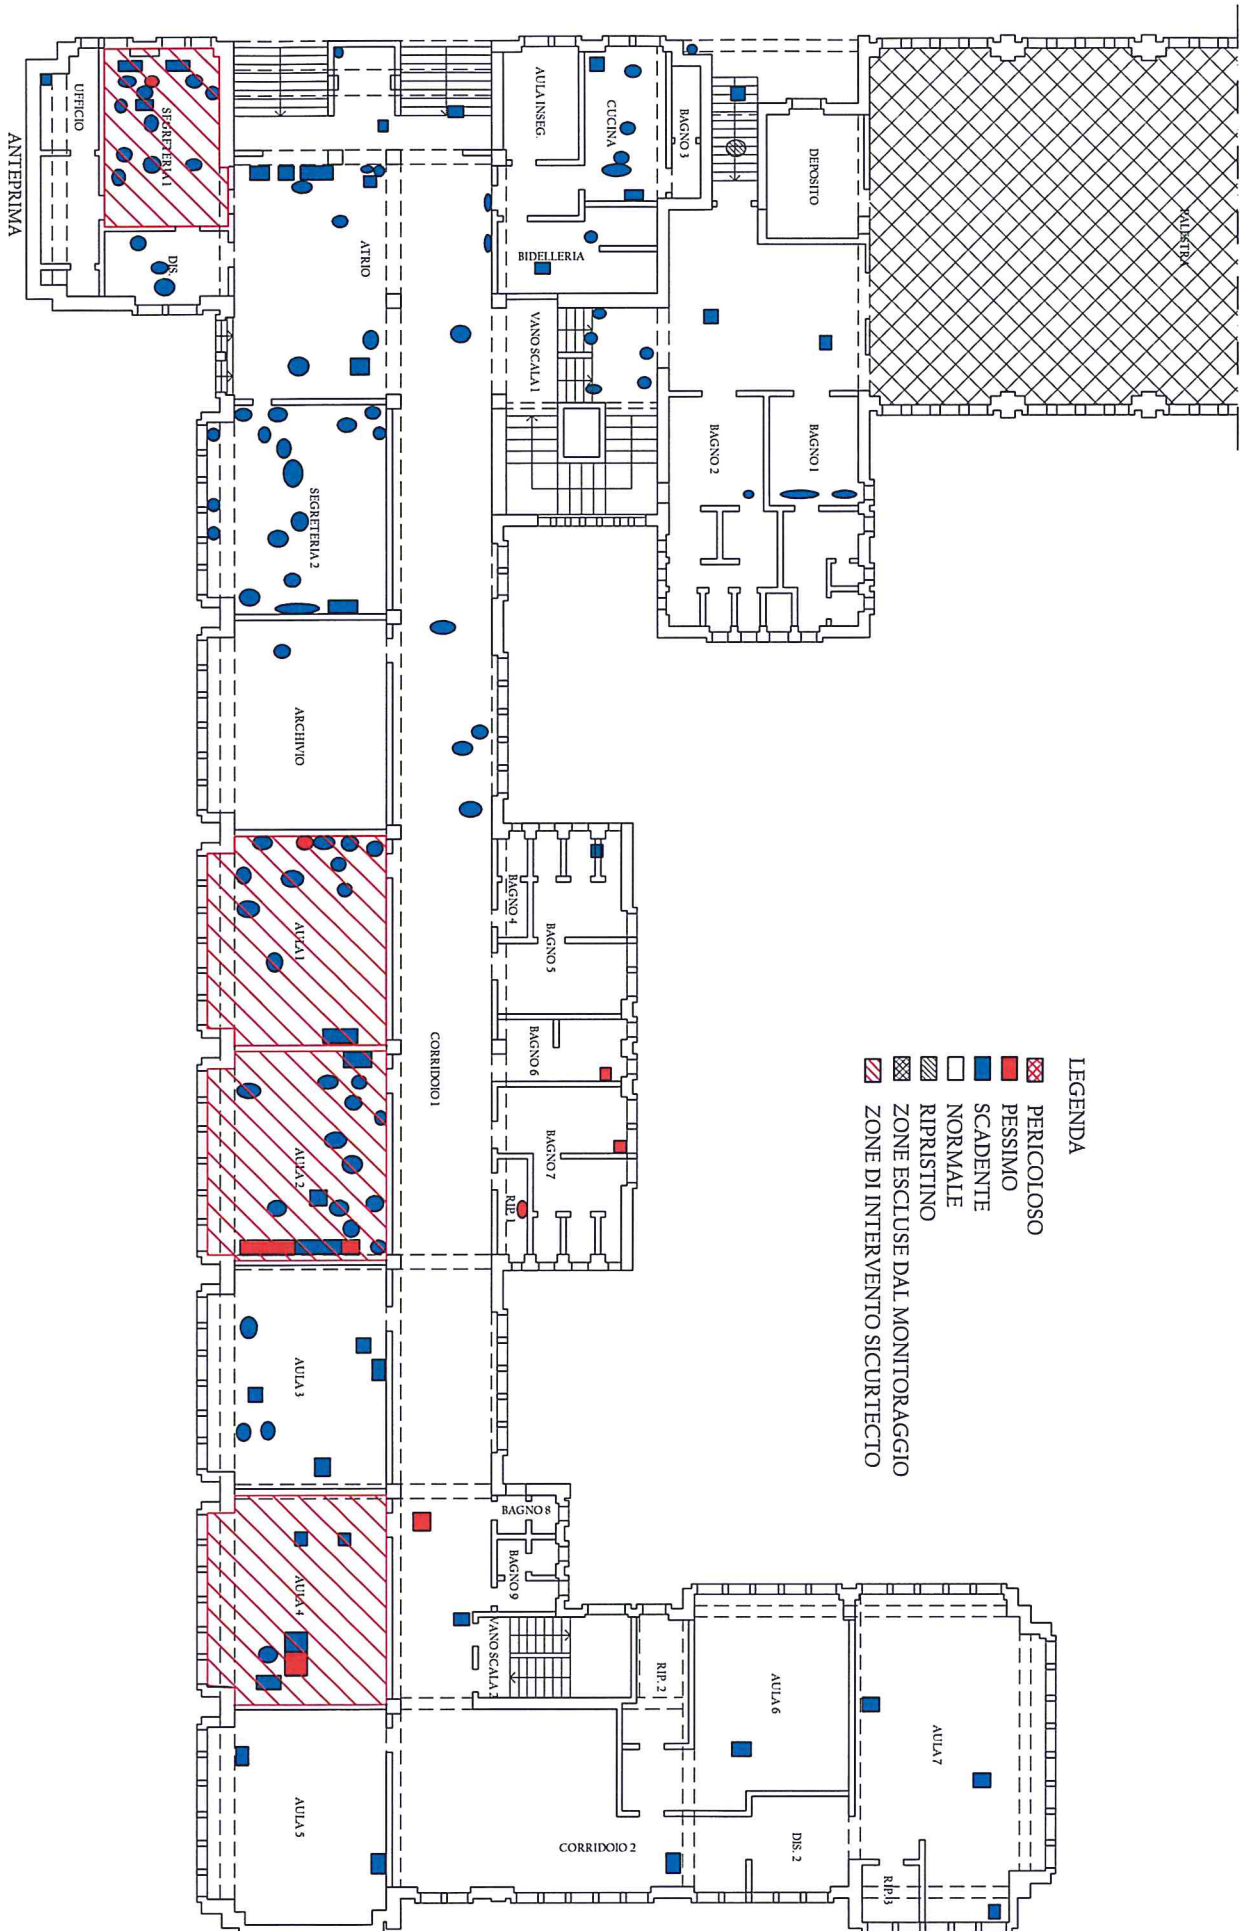 PALESTRA
DEPOSITO
BAGNO 3
CUCINA
AULA INSEG.
BIDELLERIA
VANO SCALA 1
BAGNO 1
BAGNO 2
UFFICIO
SEGRETERIA 1
DIS.
ATRIO
ANTEPRIMA
SEGRETERIA 2
ARCHIVIO
AULA 1
AULA 2
AULA 3
AULA 4
AULA 5
CORRIDOIO 1
BAGNO 4
BAGNO 5
BAGNO 6
BAGNO 7
RIP. 1
BAGNO 8
BAGNO 9
VANO SCALA 2
RIP. 2
AULA 6
AULA 7
DIS. 2
RIP. 3
CORRIDOIO 2
LEGENDA
PERICOLOSO
PESSIMO
SCADENTE
NORMALE
RIPRISTINO
ZONE ESCLUSE DAL MONITORAGGIO
ZONE DI INTERVENTO SICURTECTO